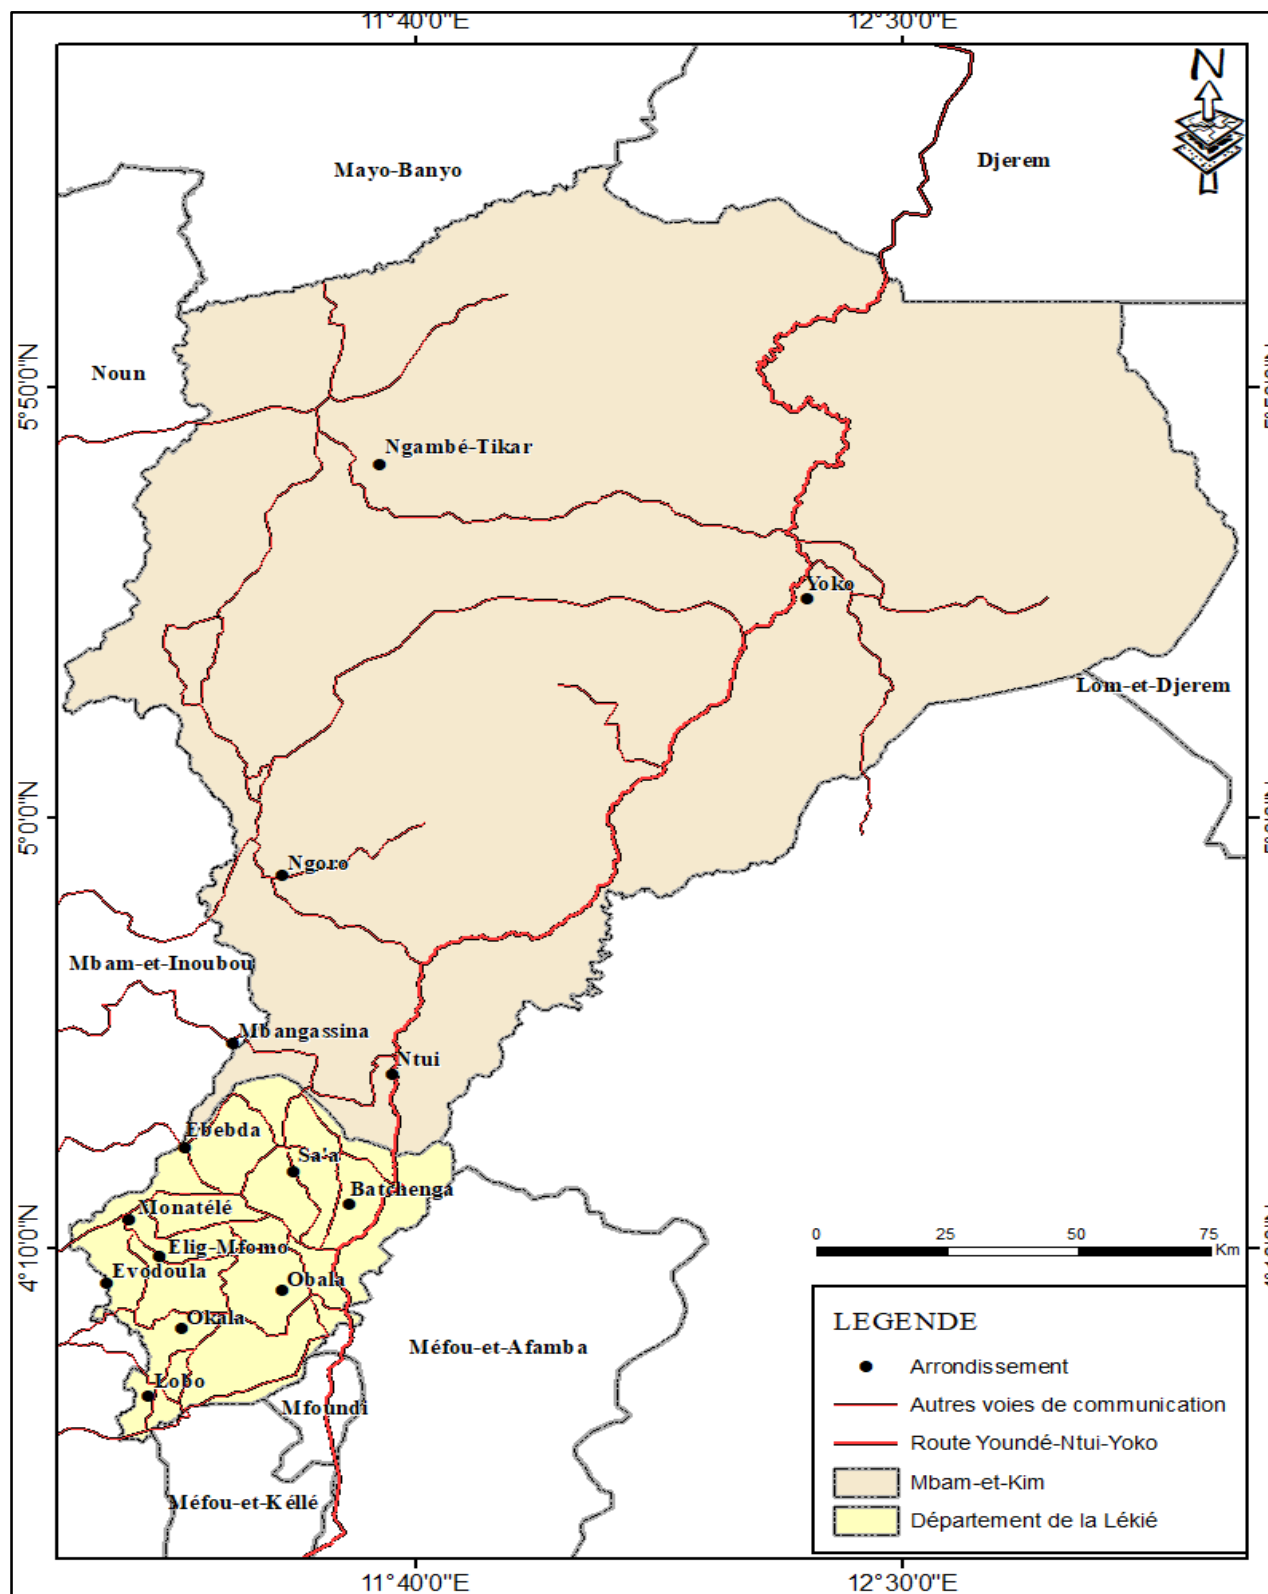 11°40'0"E
12°30'0"E
N
Mayo-Banyo
Djerem
Noun
5°50'0"N
Ngambé-Tikar
Yoko
Lom-et-Djerem
5°0'0"N
Ngoro
Mbam-et-Inoubou
Mbangassina
Ntui
Ebebda
Sa'a
Batchenga
Monatélé
4°10'0"N
Elig-Mfomo
Evodoula
Obala
Okala
Lobo
Méfou-et-Afamba
Mfoundi
Méfou-et-Kéllé
0 25 50 75
Km
LEGENDE
Arrondissement
Autres voies de communication
Route Youndé-Ntui-Yoko
Mbam-et-Kim
Département de la Lékié
11°40'0"E
12°30'0"E